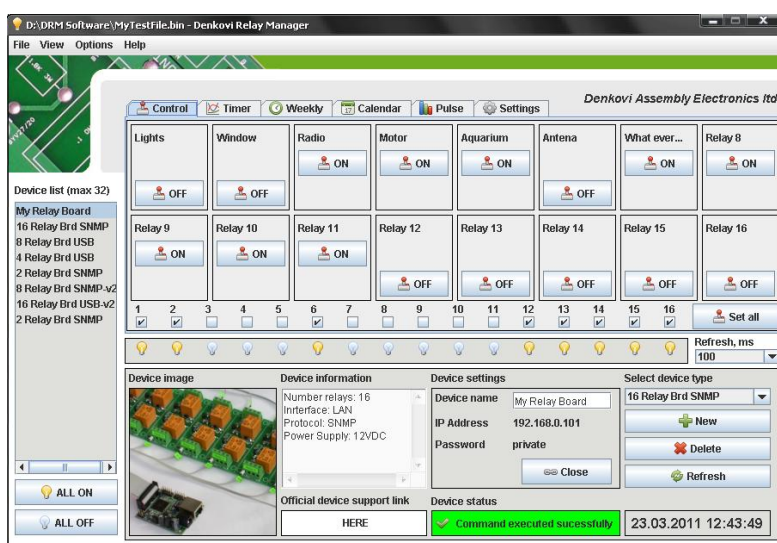 D:\DRM Software\MyTestFile.bin - Denkovi Relay Manager
File View Options Help
Denkovi Assembly Electronics ltd
Control Timer Weekly Calendar Pulse Settings
Lights Window Radio Motor Aquarium Antena What ever... Relay 8
ON ON ON ON ON
OFF OFF OFF
Device list (max 32)
My Relay Board
16 Relay Brd SNMP
8 Relay Brd USB
4 Relay Brd USB
2 Relay Brd SNMP
8 Relay Brd SNMP-v2
16 Relay Brd USB-v2
2 Relay Brd SNMP
Relay 9 Relay 10 Relay 11 Relay 12 Relay 13 Relay 14 Relay 15 Relay 16
ON ON ON
OFF OFF OFF OFF OFF
1 2 3 4 5 6 7 8 9 10 11 12 13 14 15 16
Set all
Refresh, ms
100
Device image
Device information
Number relays: 16
Inrterface: LAN
Protocol: SNMP
Power Supply: 12VDC
Device settings
Device name My Relay Board
IP Address 192.168.0.101
Password private
Close
Select device type
16 Relay Brd SNMP
New
Delete
Refresh
ALL ON
ALL OFF
Official device support link
HERE
Device status
Command executed sucessfully
23.03.2011 12:43:49